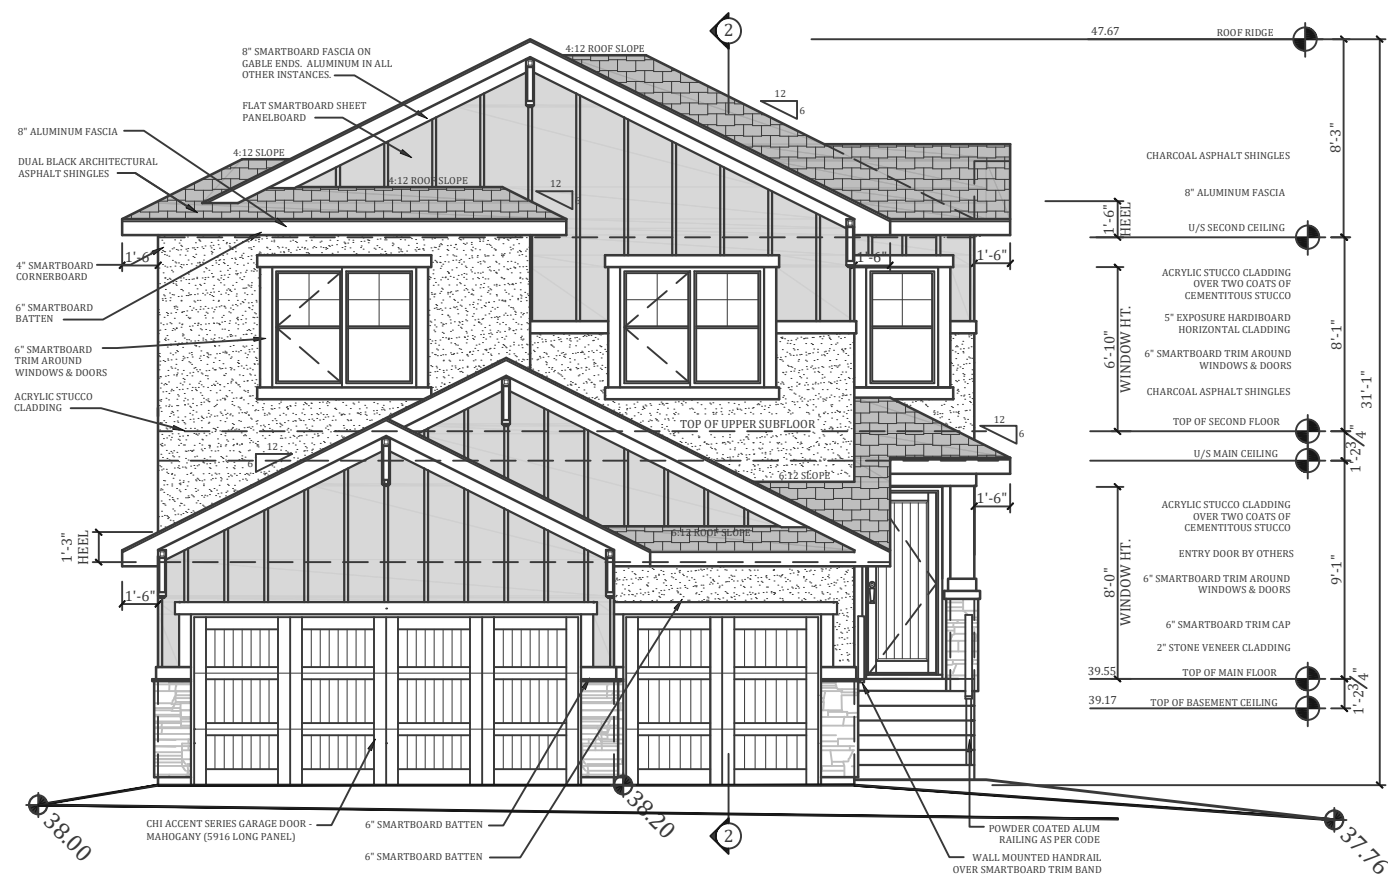 2
4:12 ROOF SLOPE
47.67
ROOF RIDGE
8" SMARTBOARD FASCIA ON
GABLE ENDS.  ALUMINUM IN ALL
OTHER INSTANCES.
FLAT SMARTBOARD SHEET
PANELBOARD
12
6
8" ALUMINUM FASCIA
8'-3"
DUAL BLACK ARCHITECTURAL
ASPHALT SHINGLES
4:12 SLOPE
4:12 ROOF SLOPE
12
6
CHARCOAL ASPHALT SHINGLES
8" ALUMINUM FASCIA
1'-6"
HEEL
U/S SECOND CEILING
1'-6"
1'-6"
1'-6"
4" SMARTBOARD
CORNERBOARD
6" SMARTBOARD
BATTEN
6" SMARTBOARD
TRIM AROUND
WINDOWS & DOORS
ACRYLIC STUCCO
CLADDING
ACRYLIC STUCCO CLADDING
OVER TWO COATS OF
CEMENTITOUS STUCCO
5" EXPOSURE HARDIBOARD
HORIZONTAL CLADDING
6" SMARTBOARD TRIM AROUND
WINDOWS & DOORS
CHARCOAL ASPHALT SHINGLES
6'-10"
WINDOW HT.
8'-1"
31'-1"
TOP OF UPPER SUBFLOOR
12
6
TOP OF SECOND FLOOR
1'-2 3/4"
12
6
U/S MAIN CEILING
6:12 SLOPE
1'-6"
6:12 ROOF SLOPE
1'-3"
HEEL
1'-6"
ACRYLIC STUCCO CLADDING
OVER TWO COATS OF
CEMENTITOUS STUCCO
ENTRY DOOR BY OTHERS
6" SMARTBOARD TRIM AROUND
WINDOWS & DOORS
6" SMARTBOARD TRIM CAP
2" STONE VENEER CLADDING
8'-0"
WINDOW HT.
9'-1"
39.55
TOP OF MAIN FLOOR
1'-2 3/4"
39.17
TOP OF BASEMENT CEILING
38.00
38.20
37.76
CHI ACCENT SERIES GARAGE DOOR -
MAHOGANY (5916 LONG PANEL)
6" SMARTBOARD BATTEN
6" SMARTBOARD BATTEN
2
POWDER COATED ALUM
RAILING AS PER CODE
WALL MOUNTED HANDRAIL
OVER SMARTBOARD TRIM BAND